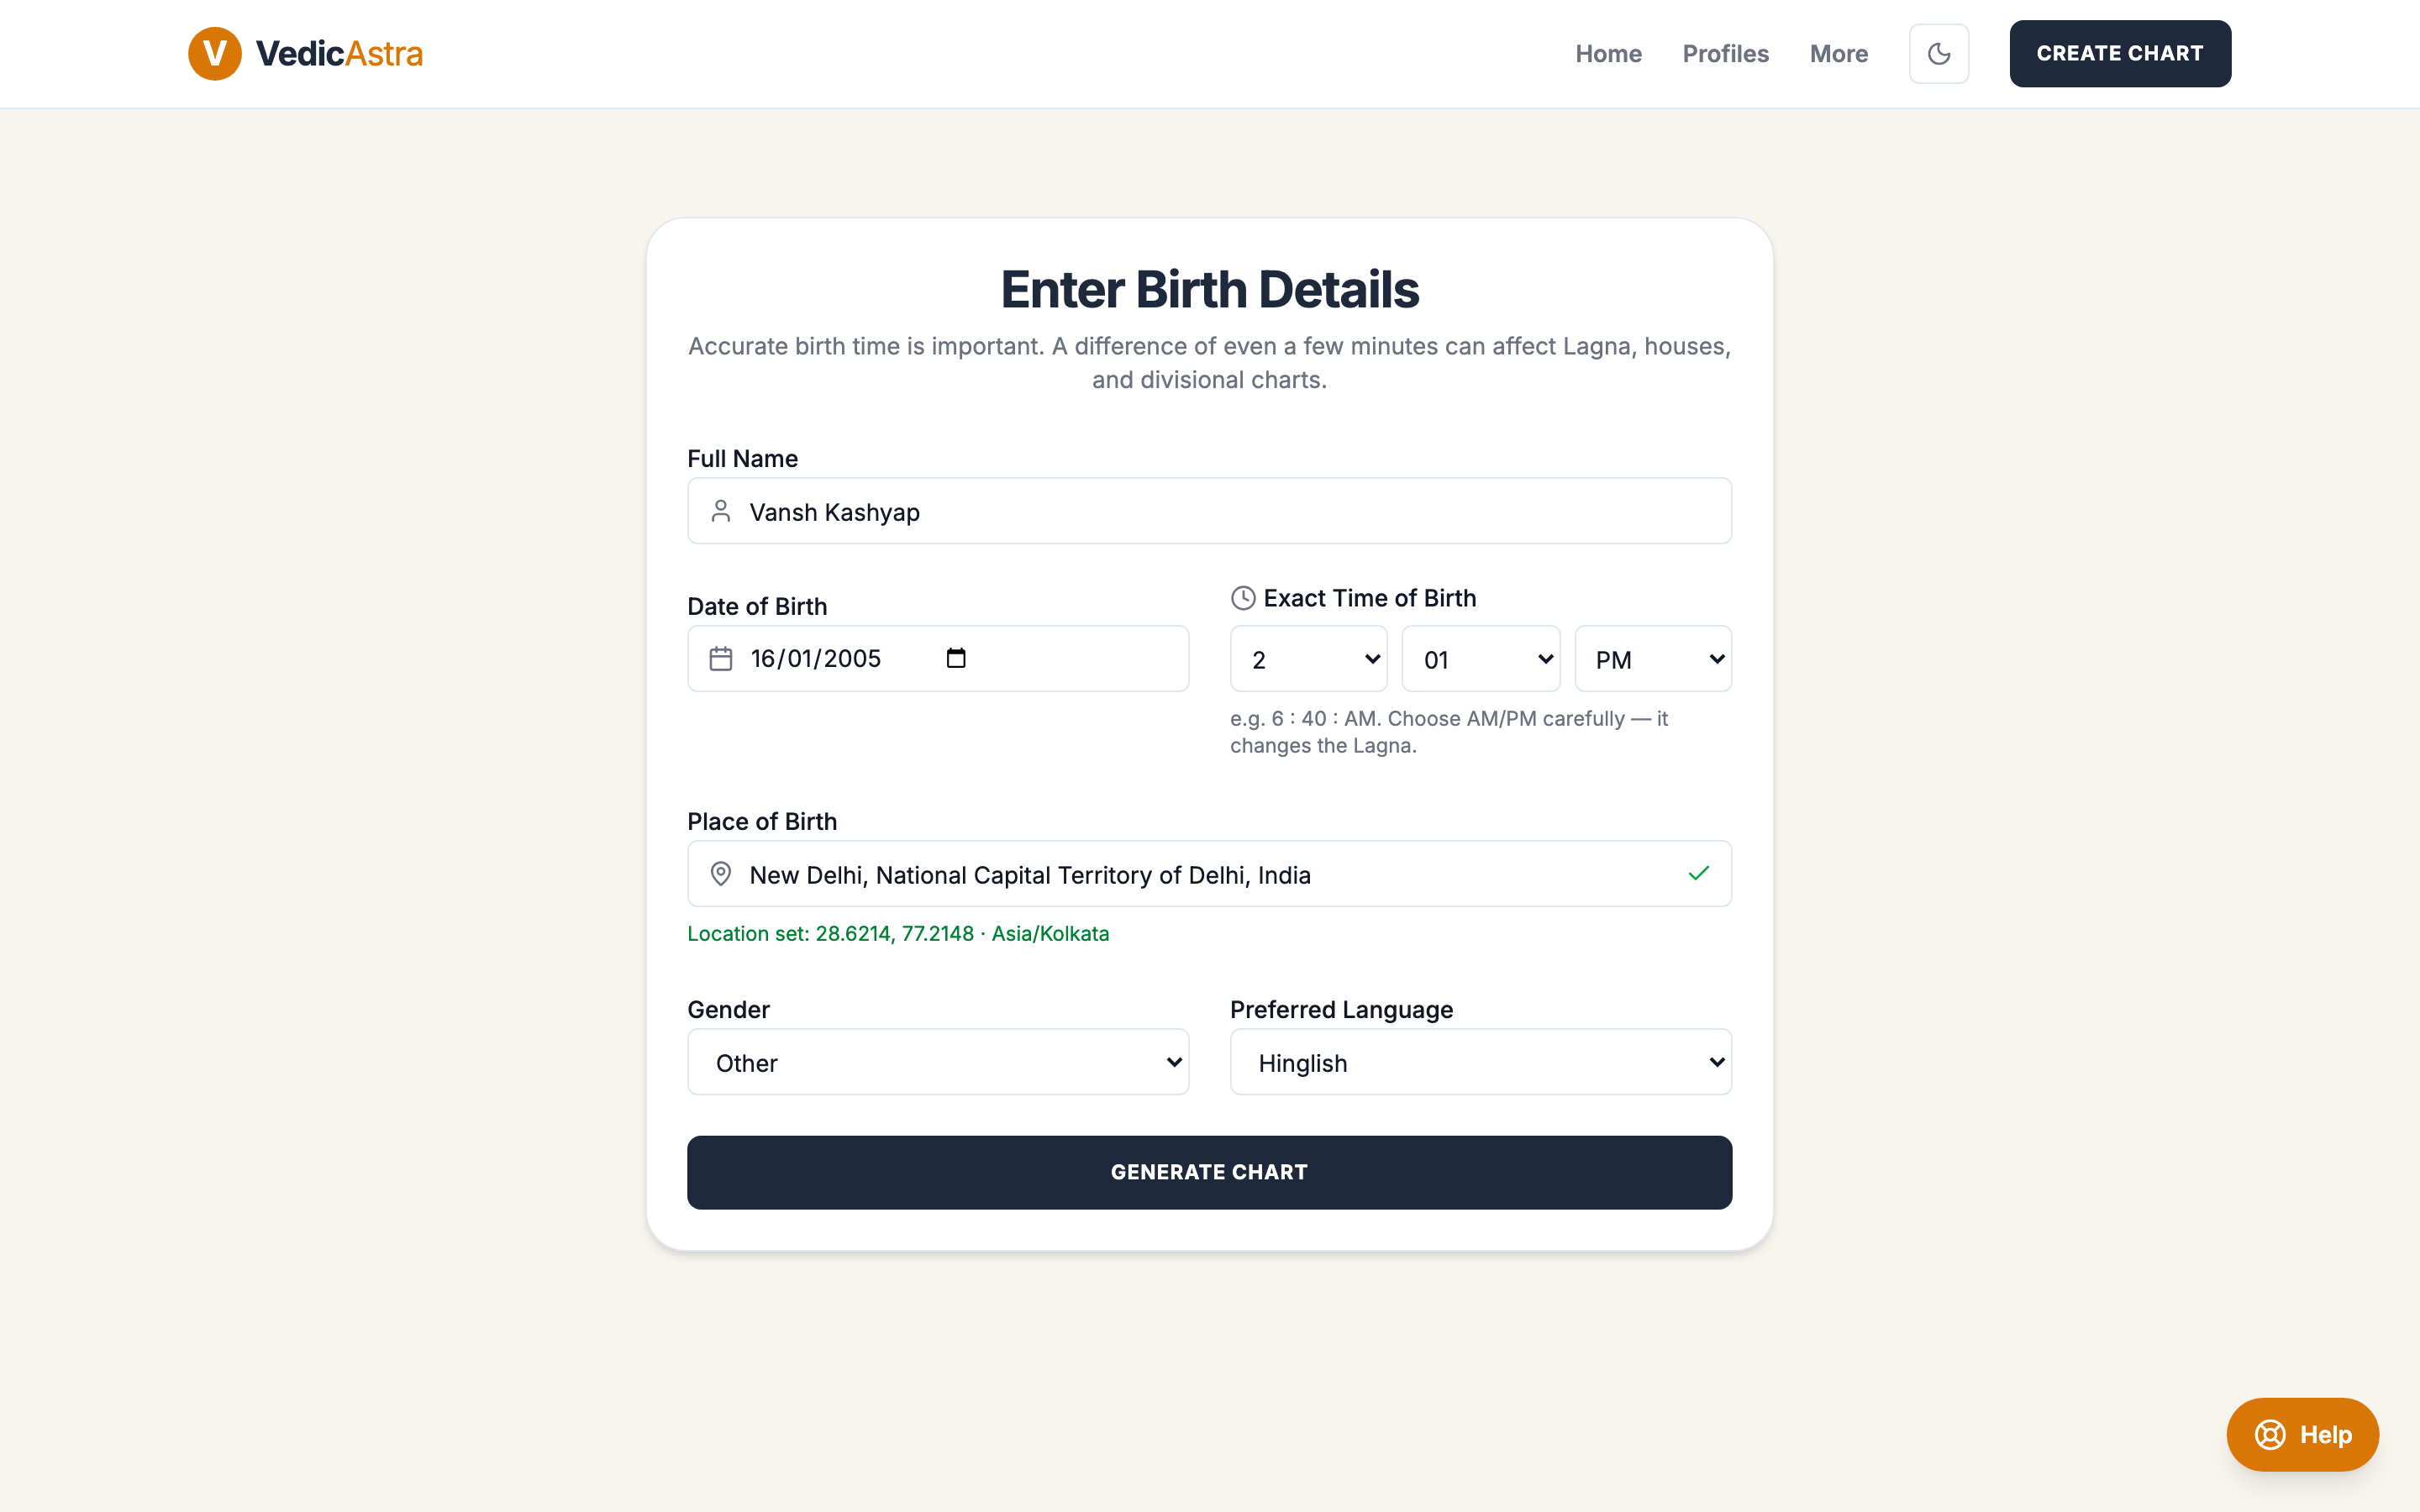 V VedicAstra
Home Profiles More CREATE CHART
Enter Birth Details
Accurate birth time is important. A difference of even a few minutes can affect Lagna, houses,
and divisional charts.
Full Name
Vansh Kashyap
Date of Birth
16/01/2005
Exact Time of Birth
2 01 PM
e.g. 6 : 40 : AM. Choose AM/PM carefully — it
changes the Lagna.
Place of Birth
New Delhi, National Capital Territory of Delhi, India
Location set: 28.6214, 77.2148 · Asia/Kolkata
Gender
Other
Preferred Language
Hinglish
GENERATE CHART
Help